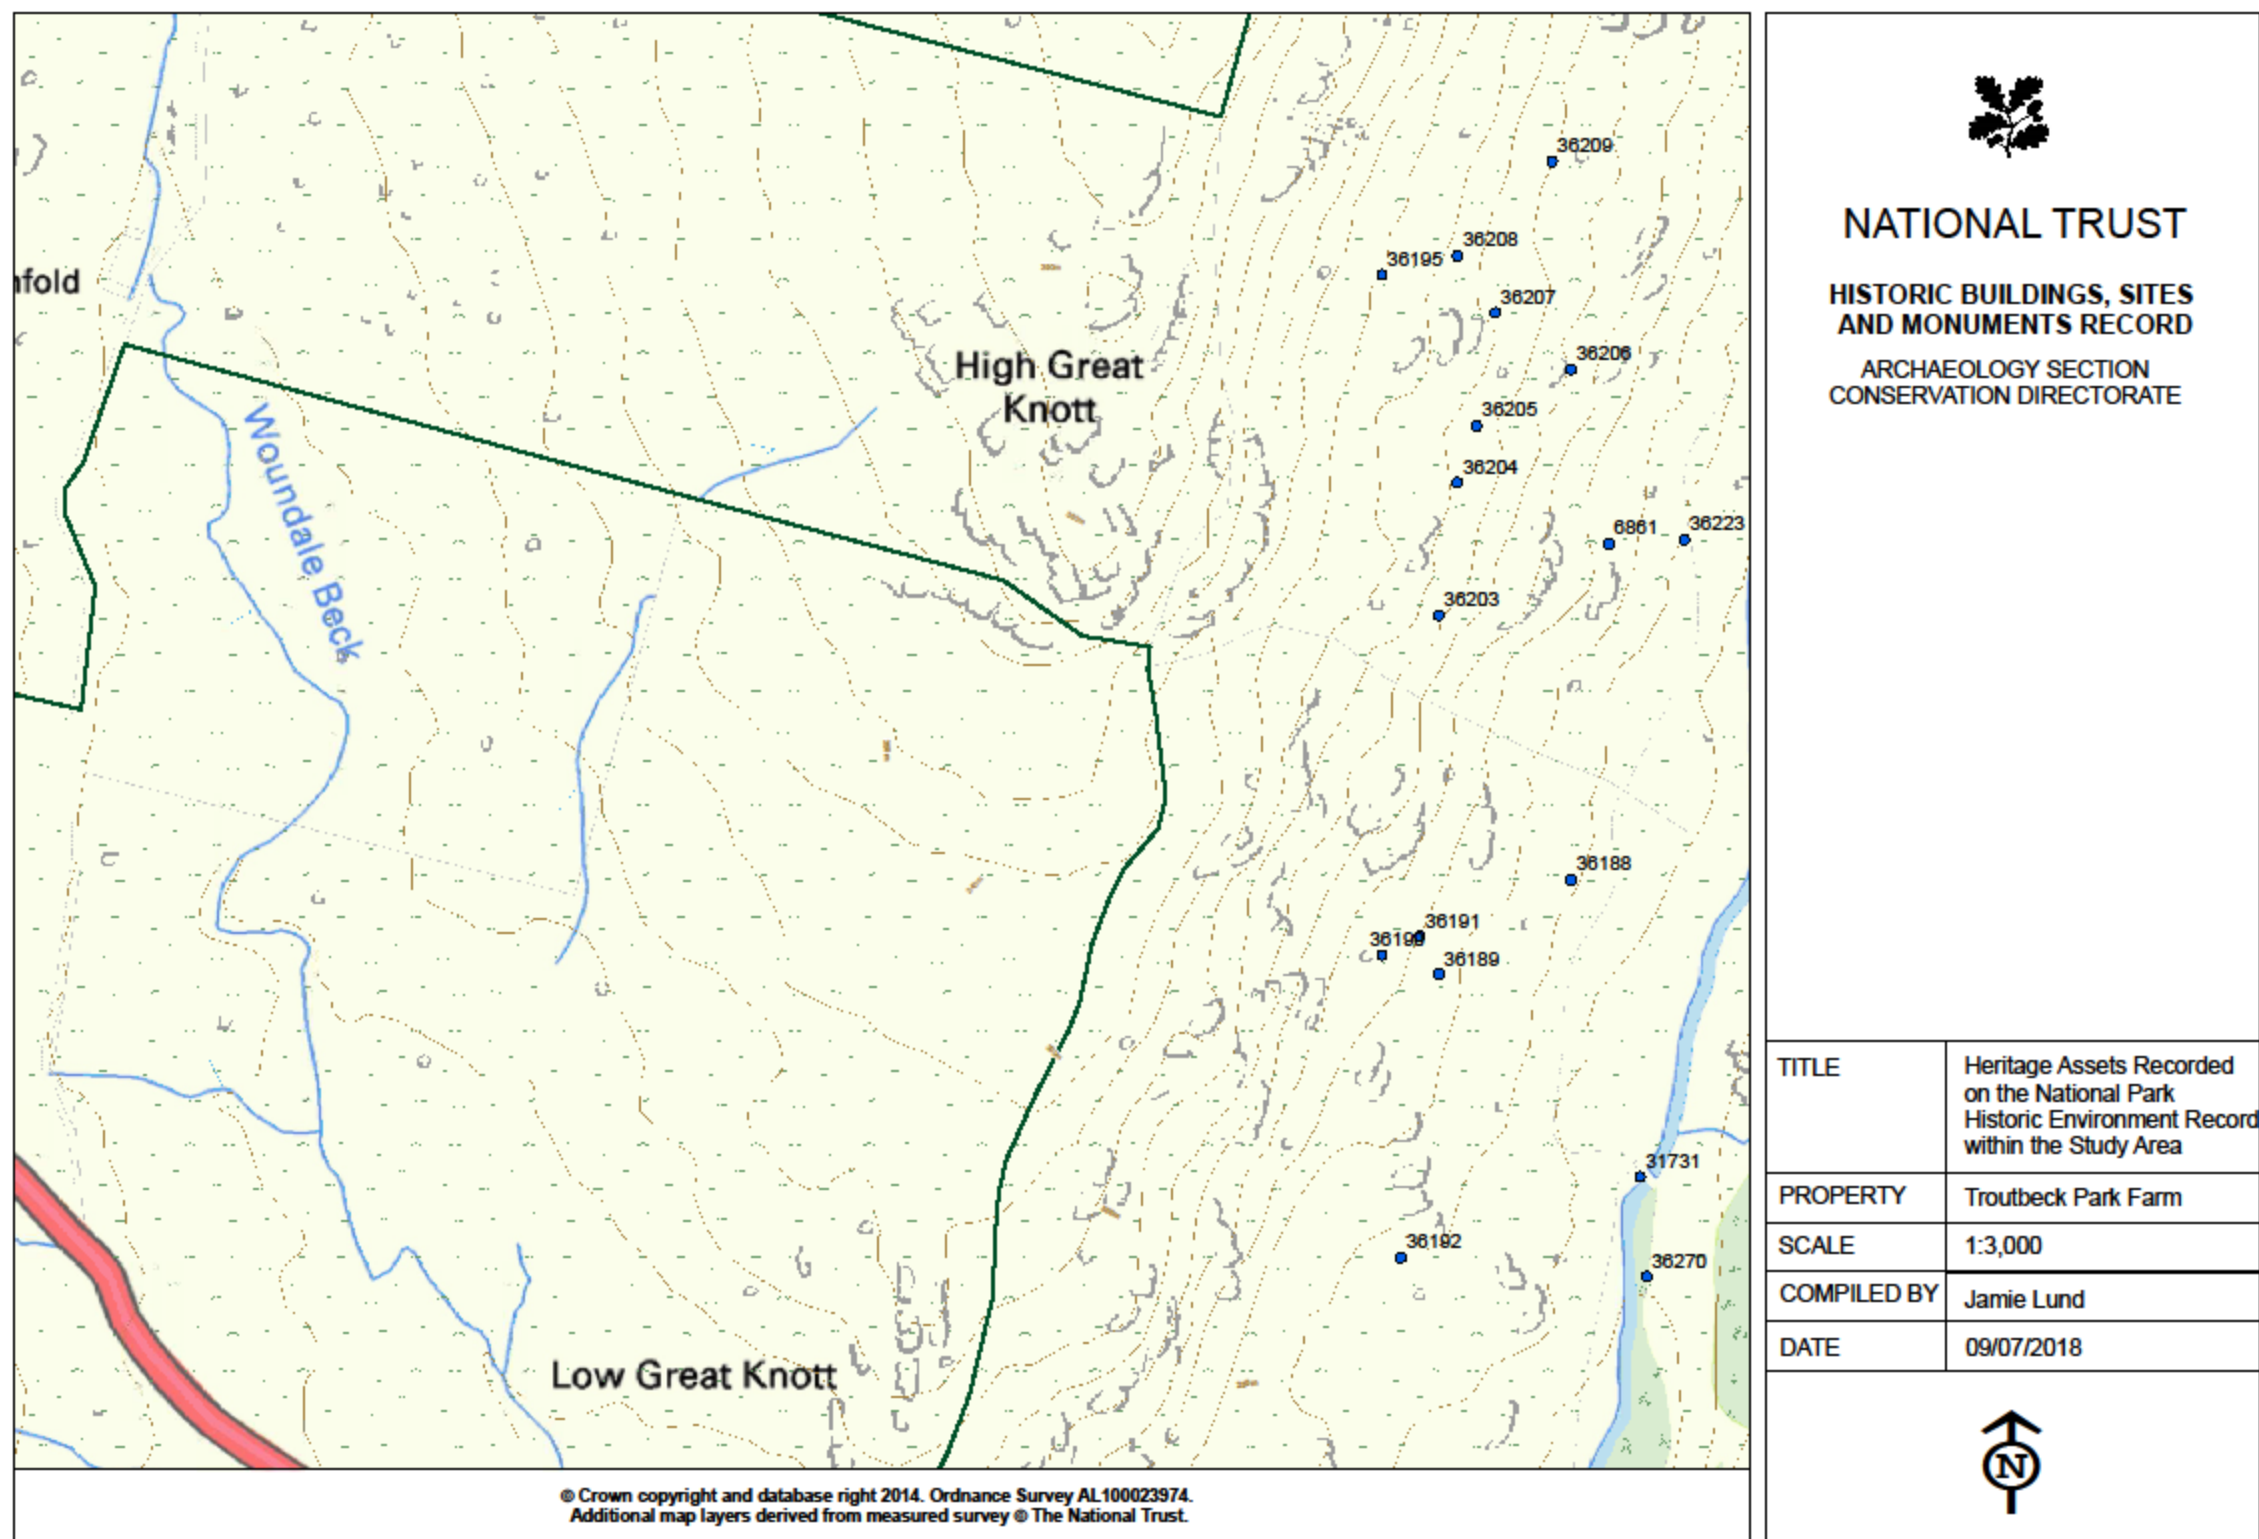 36209
36208
36195
nfold
36207
High Great
Knott
36206
36205
Woundale Beck
36204
6861
36223
36203
36188
36191
36189
31731
36192
36270
Low Great Knott
© Crown copyright and database right 2014. Ordnance Survey AL100023974.
Additional map layers derived from measured survey © The National Trust.
NATIONAL TRUST
HISTORIC BUILDINGS, SITES
AND MONUMENTS RECORD
ARCHAEOLOGY SECTION
CONSERVATION DIRECTORATE
TITLE Heritage Assets Recorded
on the National Park
Historic Environment Record
within the Study Area
PROPERTY Troutbeck Park Farm
SCALE 1:3,000
COMPILED BY Jamie Lund
DATE 09/07/2018
N